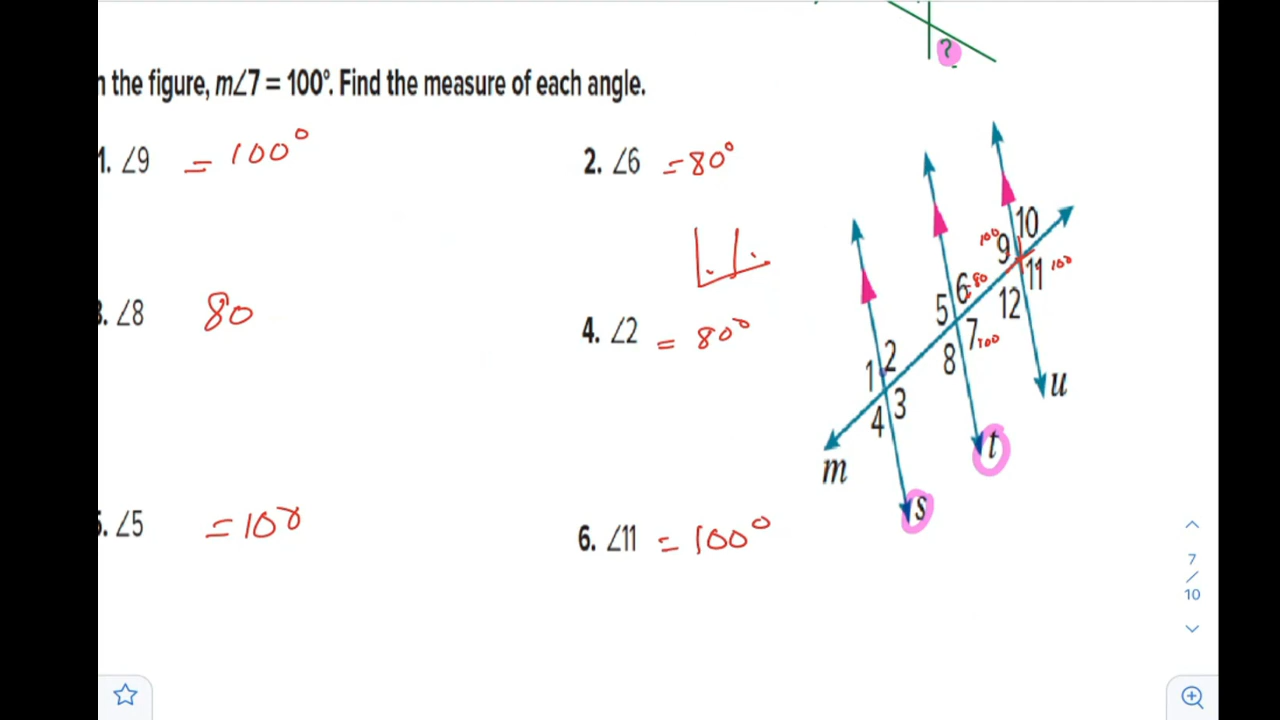 ?
n the figure, m∠7 = 100°. Find the measure of each angle.
1. ∠9 = 100°
2. ∠6 = 80°
3. ∠8 80
4. ∠2 = 80°
5. ∠5 = 100
6. ∠11 = 100°
10
100 9
11 100
12
6 80
5
7 100
8
u
2
1
3
4
t
m
s
7
/
10